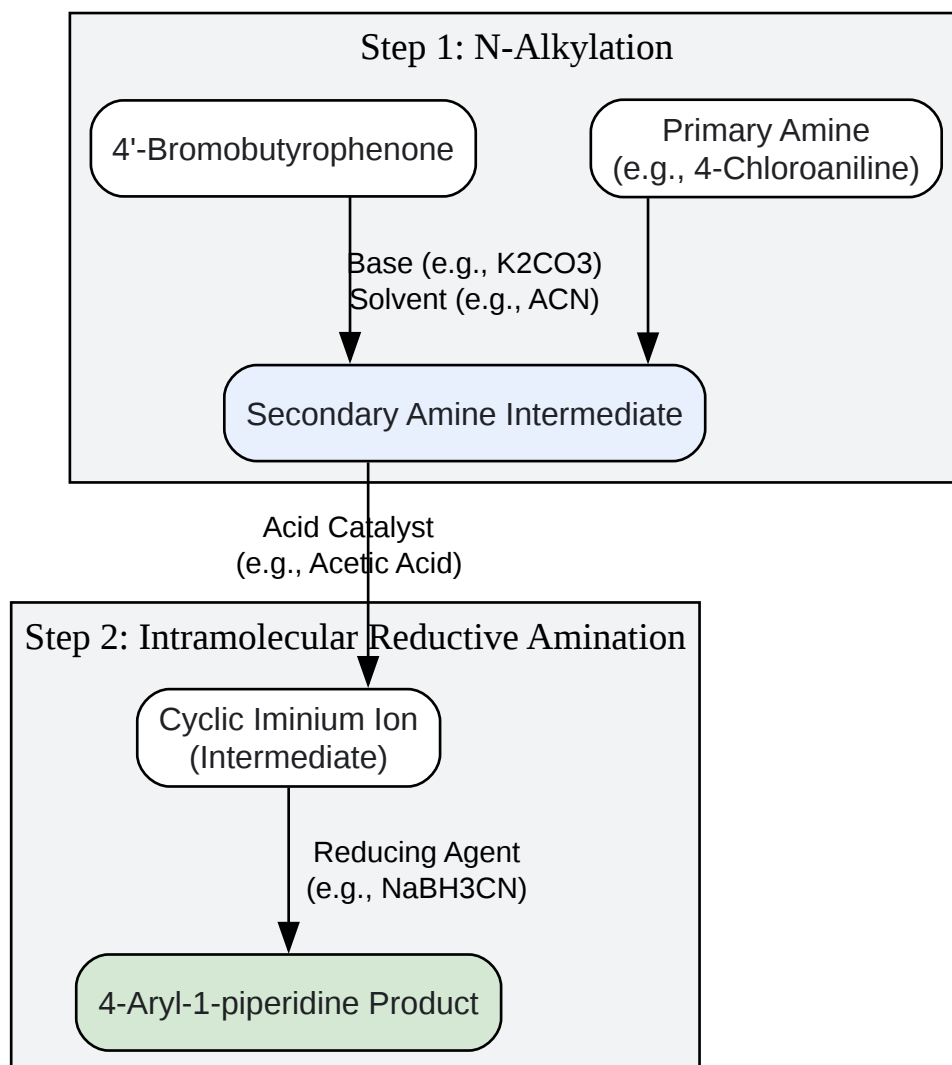 Step 1: N-Alkylation
4'-Bromobutyrophenone
Primary Amine
(e.g., 4-Chloroaniline)
Base (e.g., K2CO3)
Solvent (e.g., ACN)
Secondary Amine Intermediate
Acid Catalyst
(e.g., Acetic Acid)
Step 2: Intramolecular Reductive Amination
Cyclic Iminium Ion
(Intermediate)
Reducing Agent
(e.g., NaBH3CN)
4-Aryl-1-piperidine Product